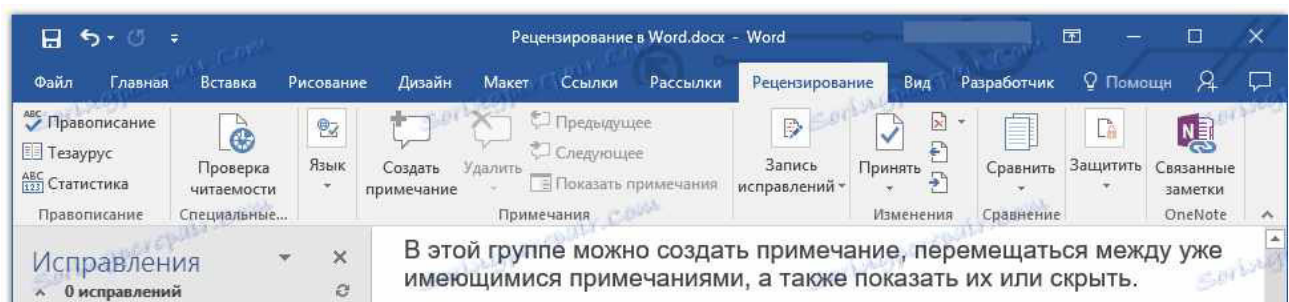 Рецензирование в Word.docx - Word
Файл Главная Вставка Рисование Дизайн Макет Ссылки Рассылки Рецензирование Вид Разработчик Помощн
ABC Правописание
Тезаурус
ABC 123 Статистика
Правописание
Проверка
читаемости
Специальные...
Язык
Создать
примечание
Удалить
Предыдущее
Следующее
Показать примечания
Примечания
Запись
исправлений
Принять
Изменения
Сравнить
Сравнение
Защитить
N
Связанные
заметки
OneNote
Исправления
0 исправлений
В этой группе можно создать примечание, перемещаться между уже
имеющимися примечаниями, а также показать их или скрыть.